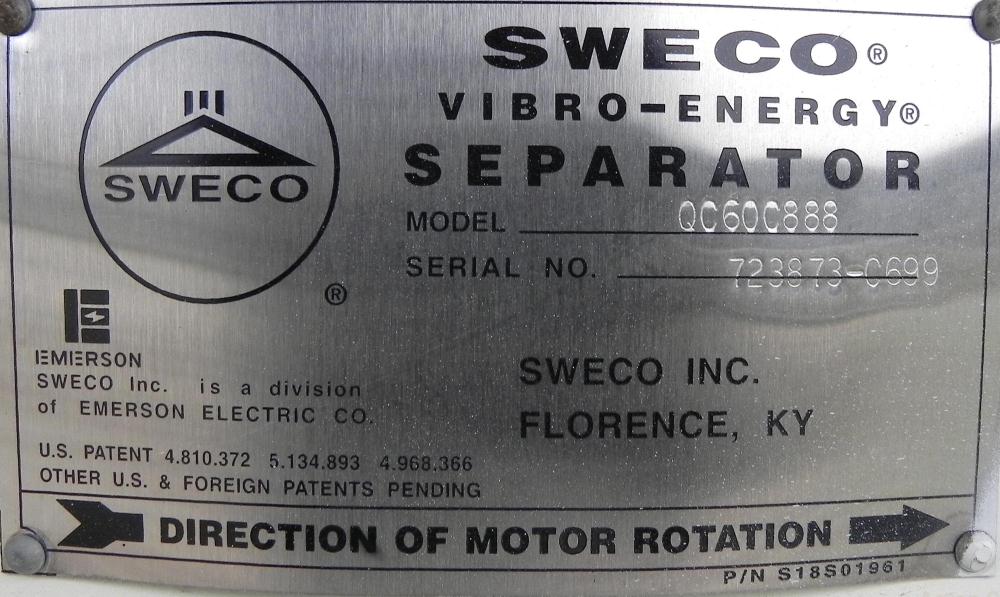 SWECO®
VIBRO-ENERGY®
SEPARATOR
SWECO
®
MODEL QC60C888
SERIAL NO. 723873-C699
EMERSON
SWECO Inc. is a division
of EMERSON ELECTRIC CO.
SWECO INC.
FLORENCE, KY
U.S. PATENT 4.810.372 5.134.893 4.968.366
OTHER U.S. & FOREIGN PATENTS PENDING
DIRECTION OF MOTOR ROTATION
P/N S18S01961